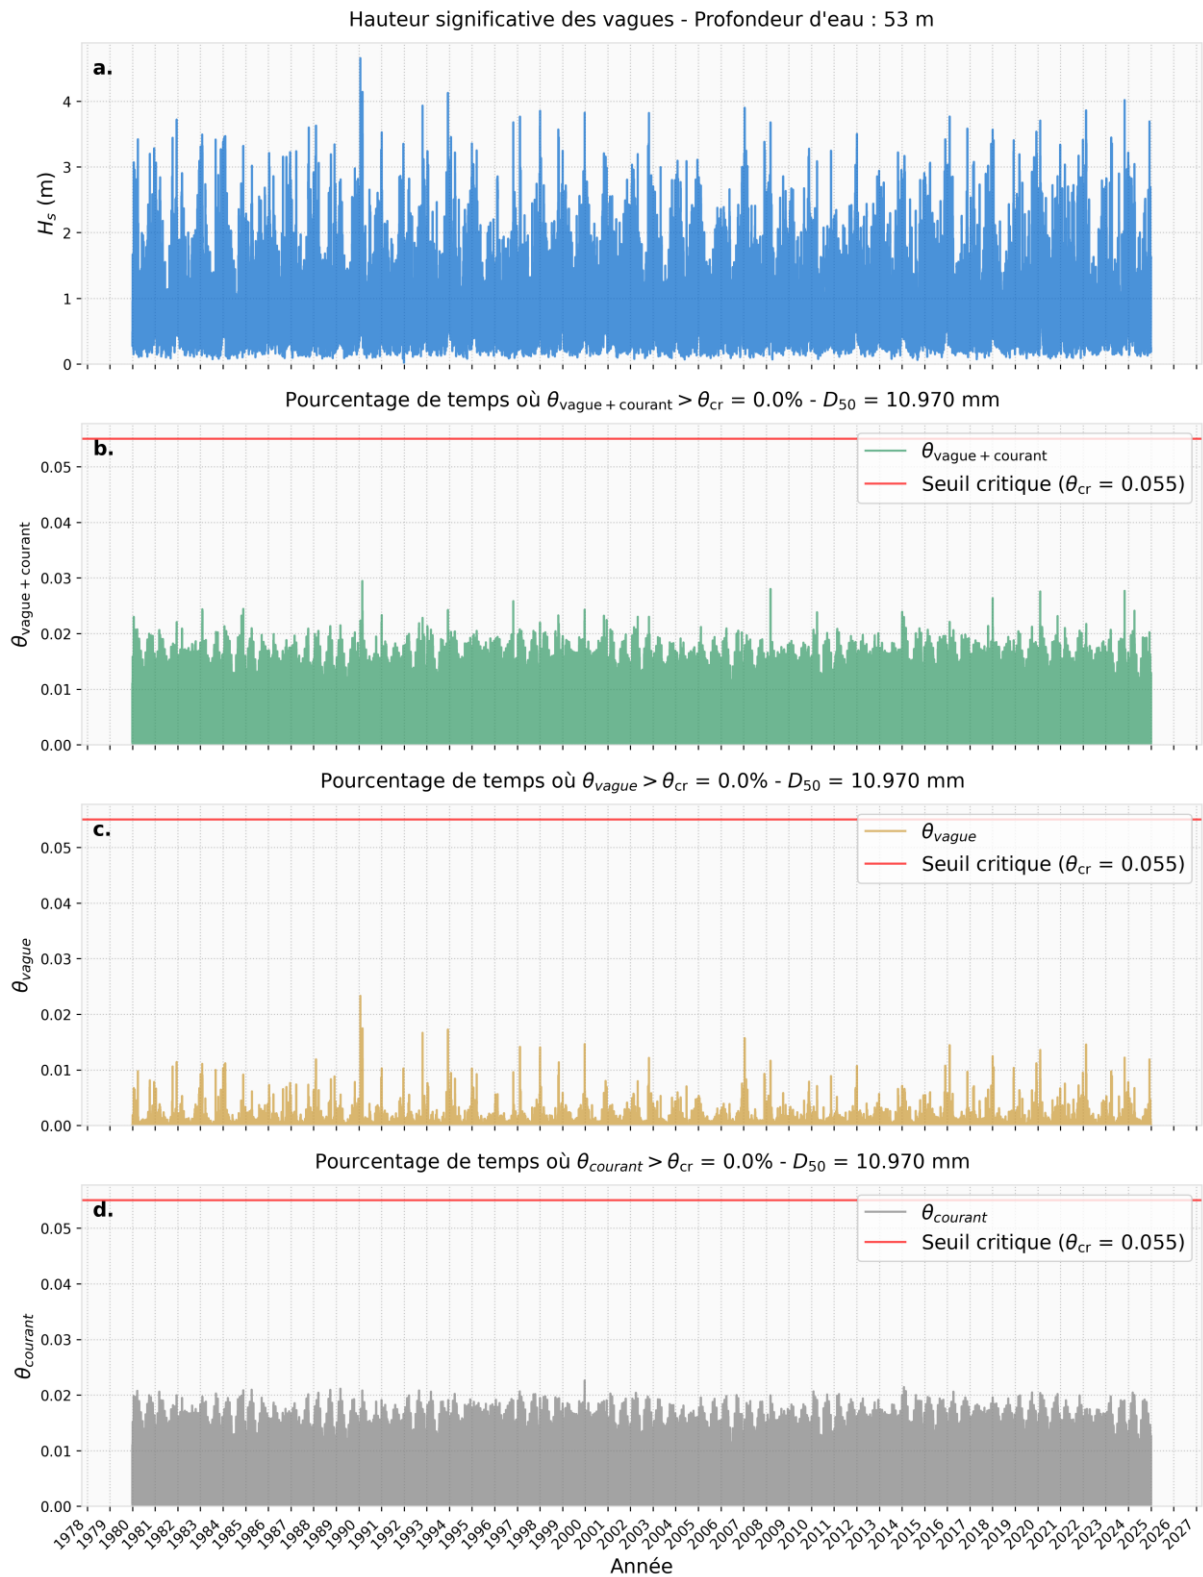 Hauteur significative des vagues - Profondeur d'eau : 53 m
a.
H_s (m)
4
3
2
1
0
Pourcentage de temps où θ_vague + courant > θ_cr = 0.0% - D_50 = 10.970 mm
b.
θ_vague + courant
Seuil critique (θ_cr = 0.055)
θ_vague + courant
0.05
0.04
0.03
0.02
0.01
0.00
Pourcentage de temps où θ_vague > θ_cr = 0.0% - D_50 = 10.970 mm
c.
θ_vague
Seuil critique (θ_cr = 0.055)
θ_vague
0.05
0.04
0.03
0.02
0.01
0.00
Pourcentage de temps où θ_courant > θ_cr = 0.0% - D_50 = 10.970 mm
d.
θ_courant
Seuil critique (θ_cr = 0.055)
θ_courant
0.05
0.04
0.03
0.02
0.01
0.00
1978 1979 1980 1981 1982 1983 1984 1985 1986 1987 1988 1989 1990 1991 1992 1993 1994 1995 1996 1997 1998 1999 2000 2001 2002 2003 2004 2005 2006 2007 2008 2009 2010 2011 2012 2013 2014 2015 2016 2017 2018 2019 2020 2021 2022 2023 2024 2025 2026 2027
Année